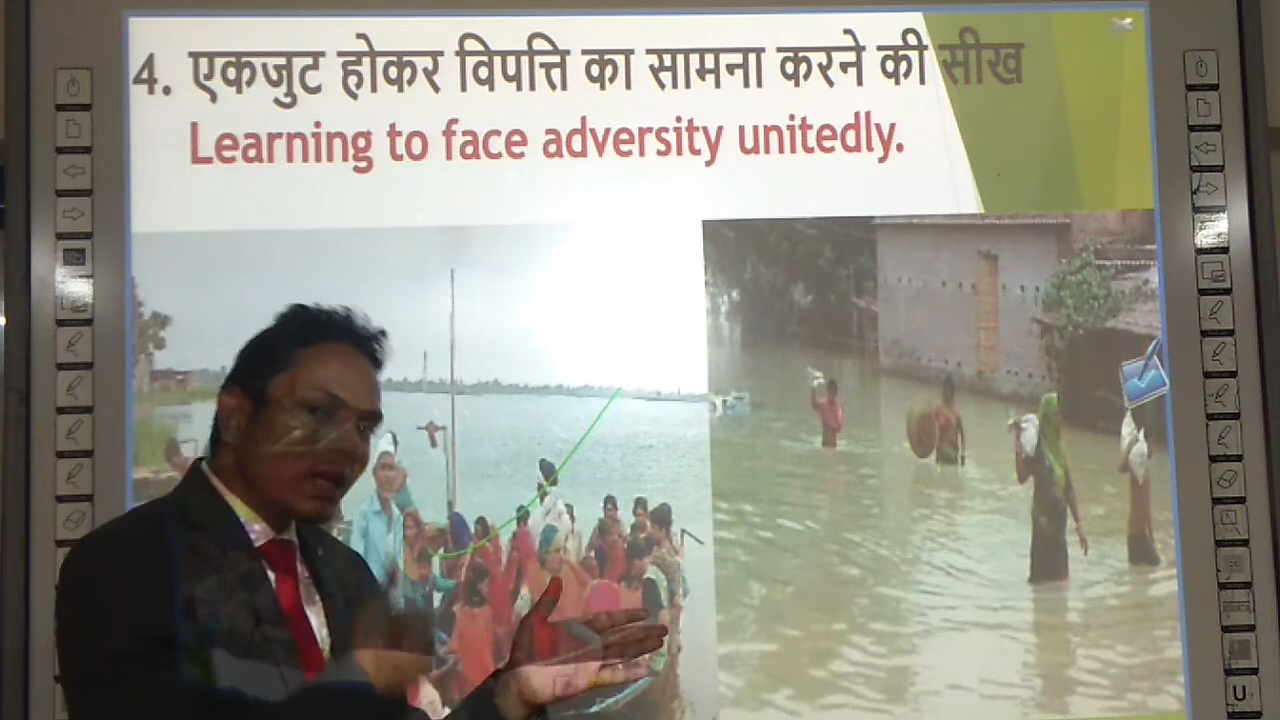 4. एकजुट होकर विपत्ति का सामना करने की सीख
Learning to face adversity unitedly.
U